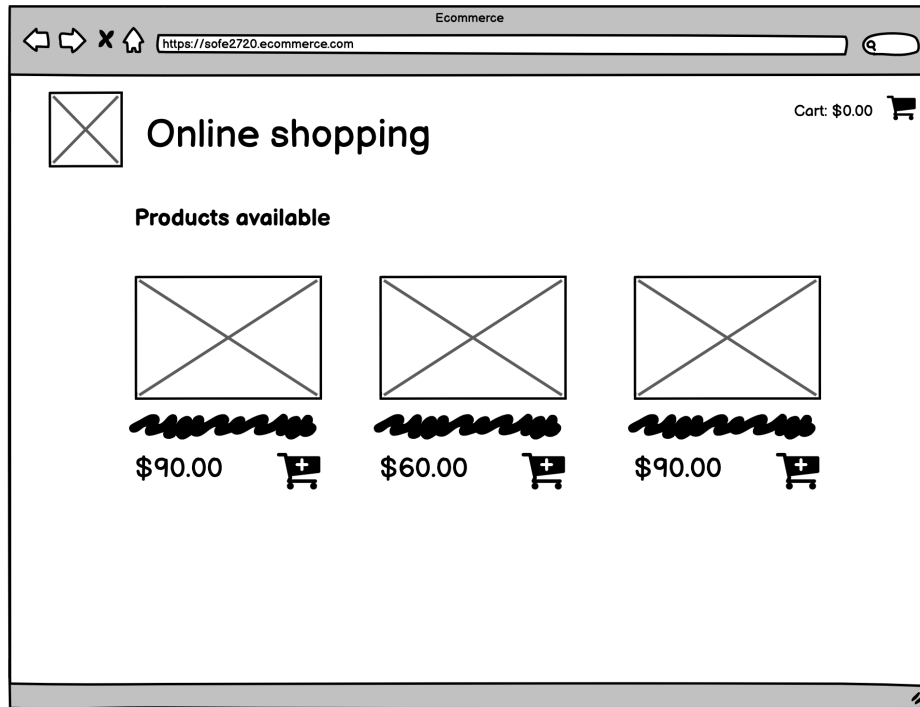 Ecommerce
https://sofe2720.ecommerce.com
Cart: $0.00
Online shopping
Products available
$90.00 $60.00 $90.00